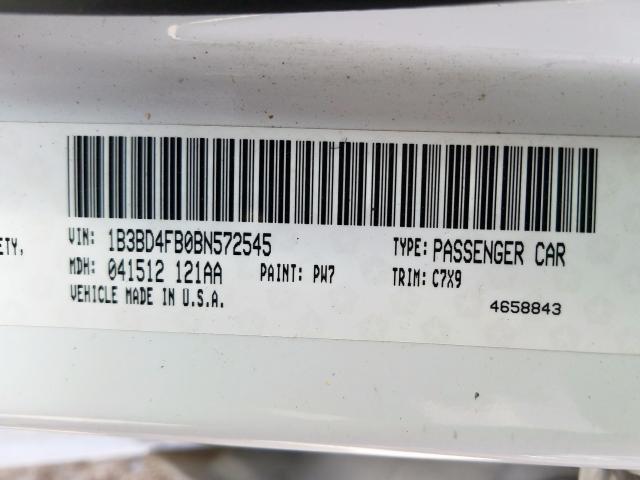 ETY,
VIN: 1B3BD4FB0BN572545 TYPE: PASSENGER CAR
MDH: 041512 121AA PAINT: PW7 TRIM: C7X9
VEHICLE MADE IN U.S.A.
4658843